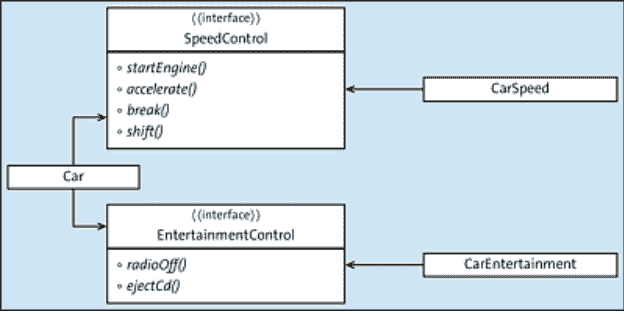 ((interface))
SpeedControl
startEngine()
accelerate()
break()
shift()
CarSpeed
Car
((interface))
EntertainmentControl
radioOff()
ejectCd()
CarEntertainment